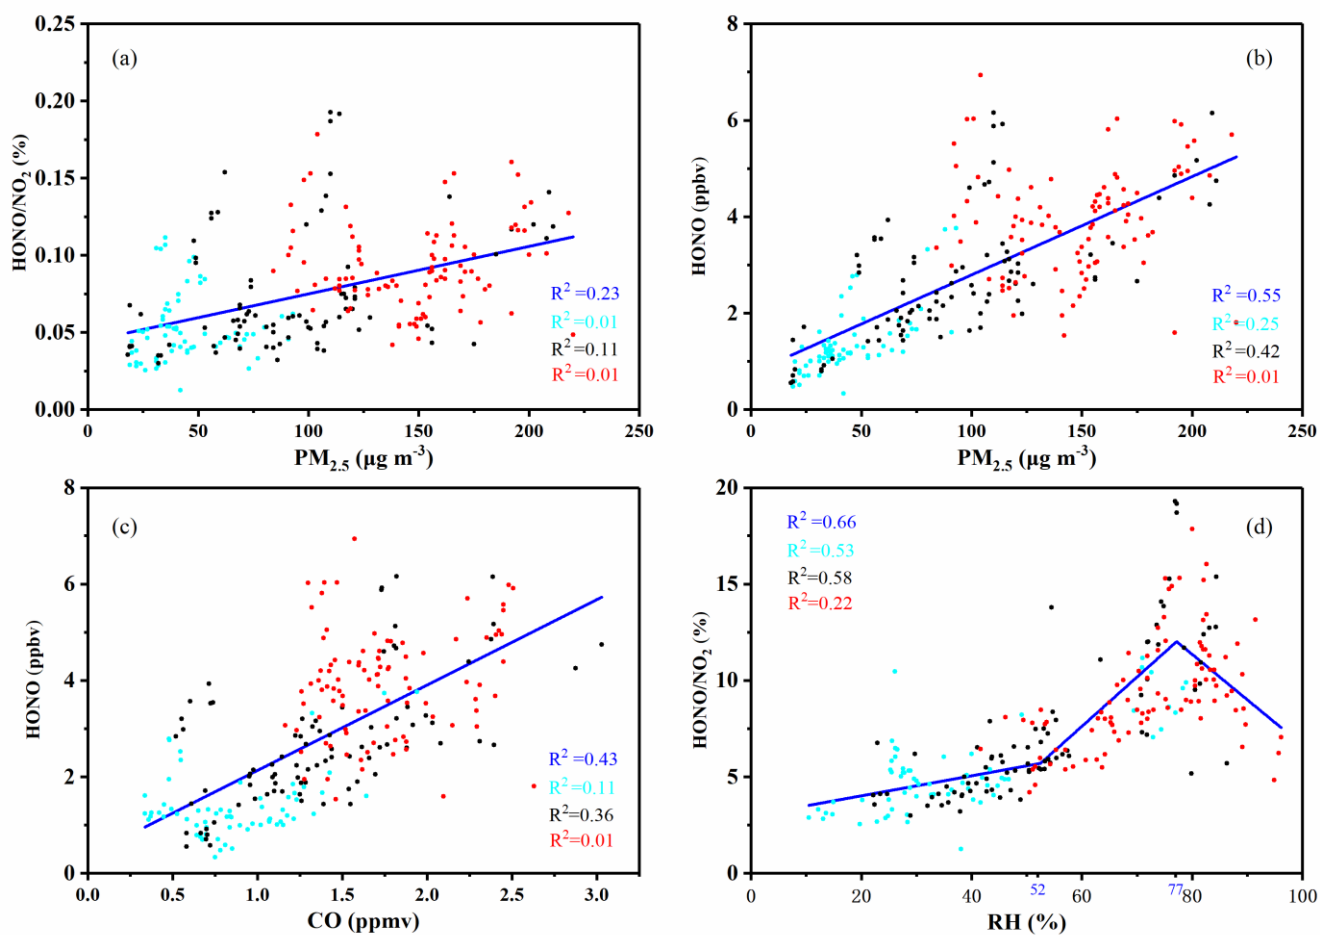 (a)
0.25
0.20
0.15
0.10
0.05
0.00
HONO/NO2 (%)
R2 =0.23
R2 =0.01
R2 =0.11
R2 =0.01
0 50 100 150 200 250
PM2.5 (μg m-3)
(b)
8
6
4
2
0
HONO (ppbv)
R2 =0.55
R2 =0.25
R2 =0.42
R2 =0.01
0 50 100 150 200 250
PM2.5 (μg m-3)
(c)
8
6
4
2
0
HONO (ppbv)
R2 =0.43
R2 =0.11
R2=0.36
R2=0.01
0.0 0.5 1.0 1.5 2.0 2.5 3.0
CO (ppmv)
(d)
20
15
10
5
0
HONO/NO2 (%)
R2 =0.66
R2 =0.53
R2=0.58
R2=0.22
0 20 40 52 60 77 80 100
RH (%)